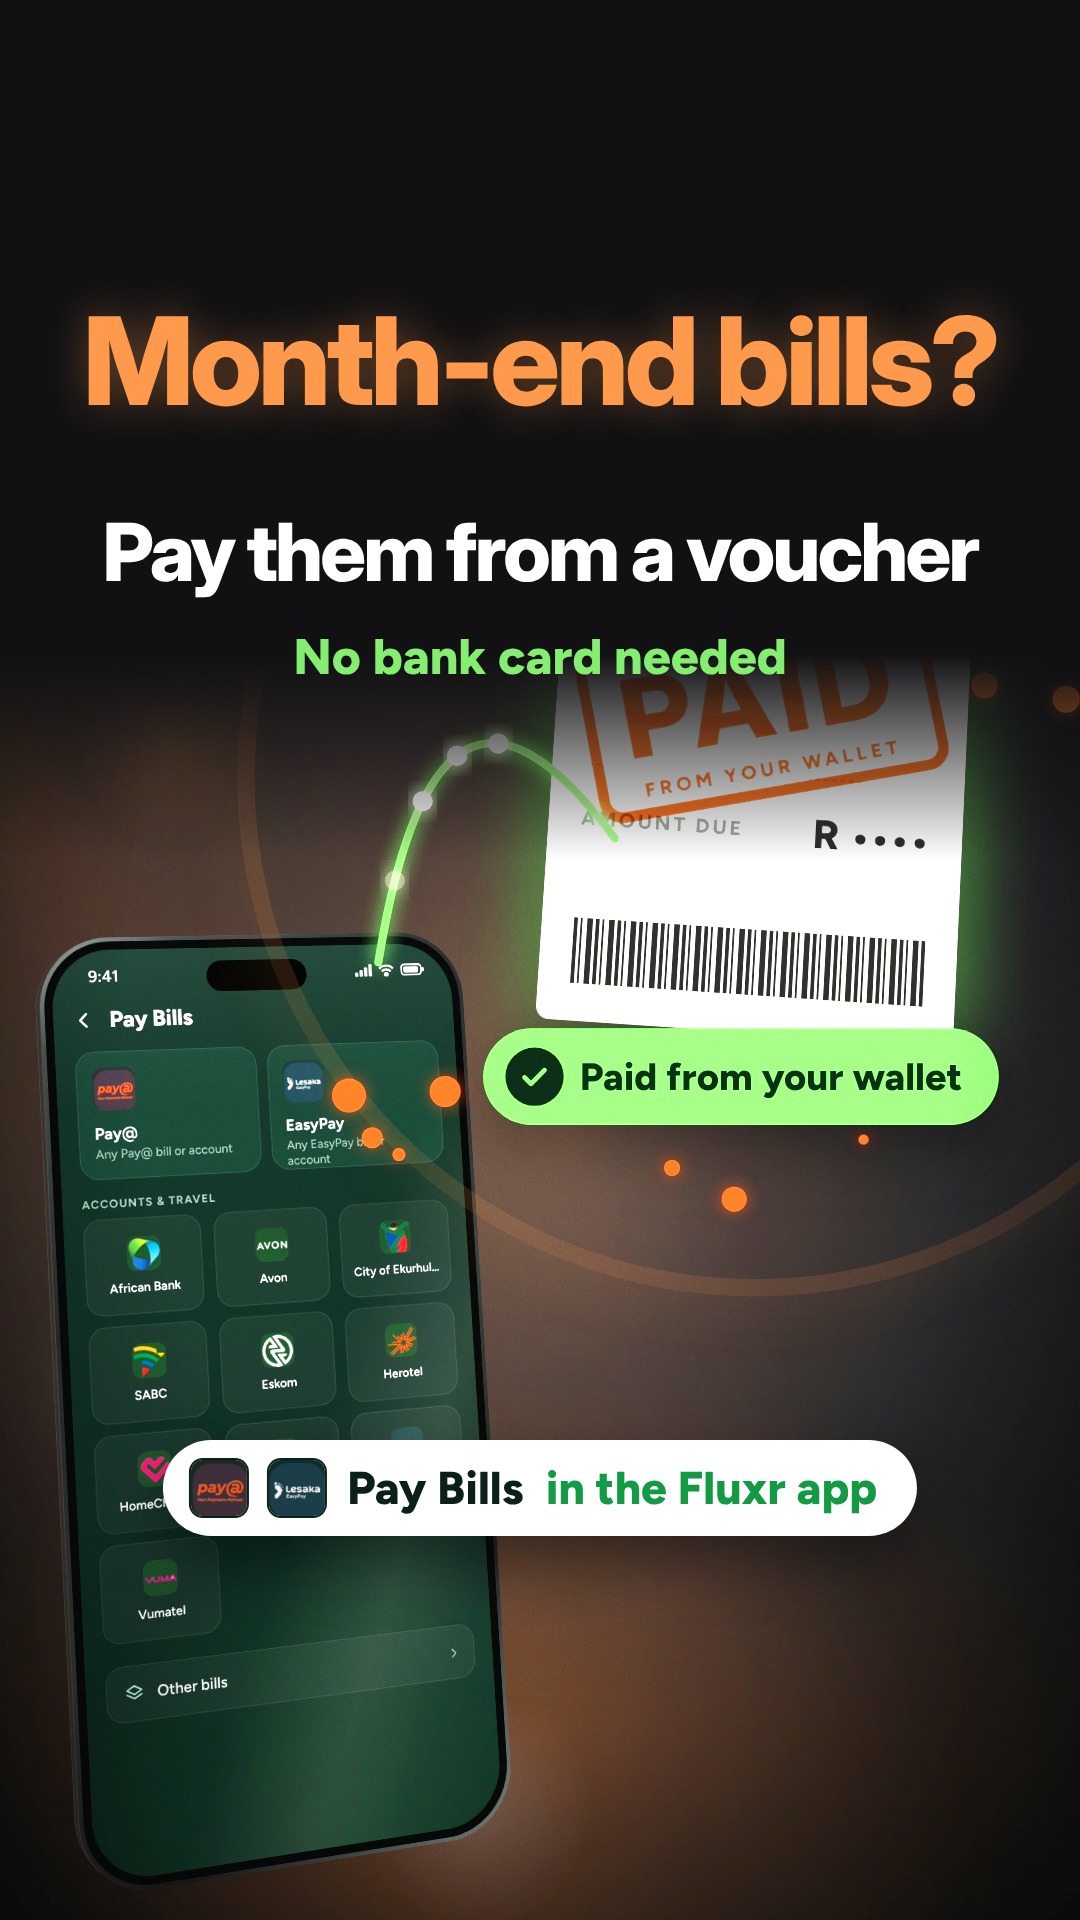 Month-end bills?
Pay them from a voucher
No bank card needed
PAID
FROM YOUR WALLET
AMOUNT DUE
R ••••
9:41
Pay Bills
pay@
Lesaka
EasyPay
Pay@
Any Pay@ bill or account
EasyPay
Any EasyPay
account
ACCOUNTS & TRAVEL
African Bank
AVON
Avon
City of Ekurhul...
SABC
Eskom
Herotel
Paid from your wallet
pay@
Lesaka
EasyPay
Pay Bills in the Fluxr app
VUMA
Vumatel
Other bills